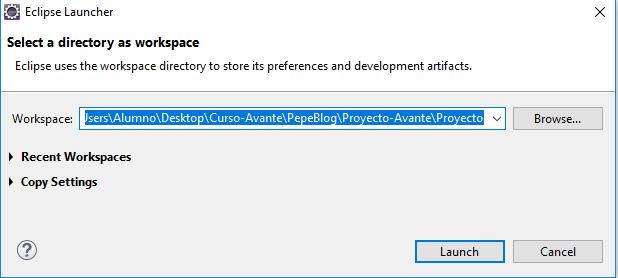 Eclipse Launcher
Select a directory as workspace
Eclipse uses the workspace directory to store its preferences and development artifacts.
Workspace: Jsers\Alumno\Desktop\Curso-Avante\PepeBlog\Proyecto-Avante\Proyecto Browse...
Recent Workspaces
Copy Settings
? Launch Cancel